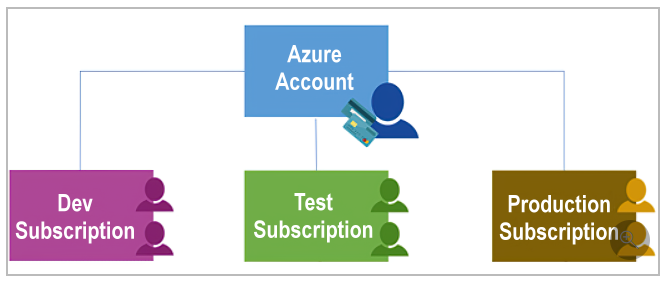 Azure
Account
Dev
Subscription
Test
Subscription
Production
Subscription